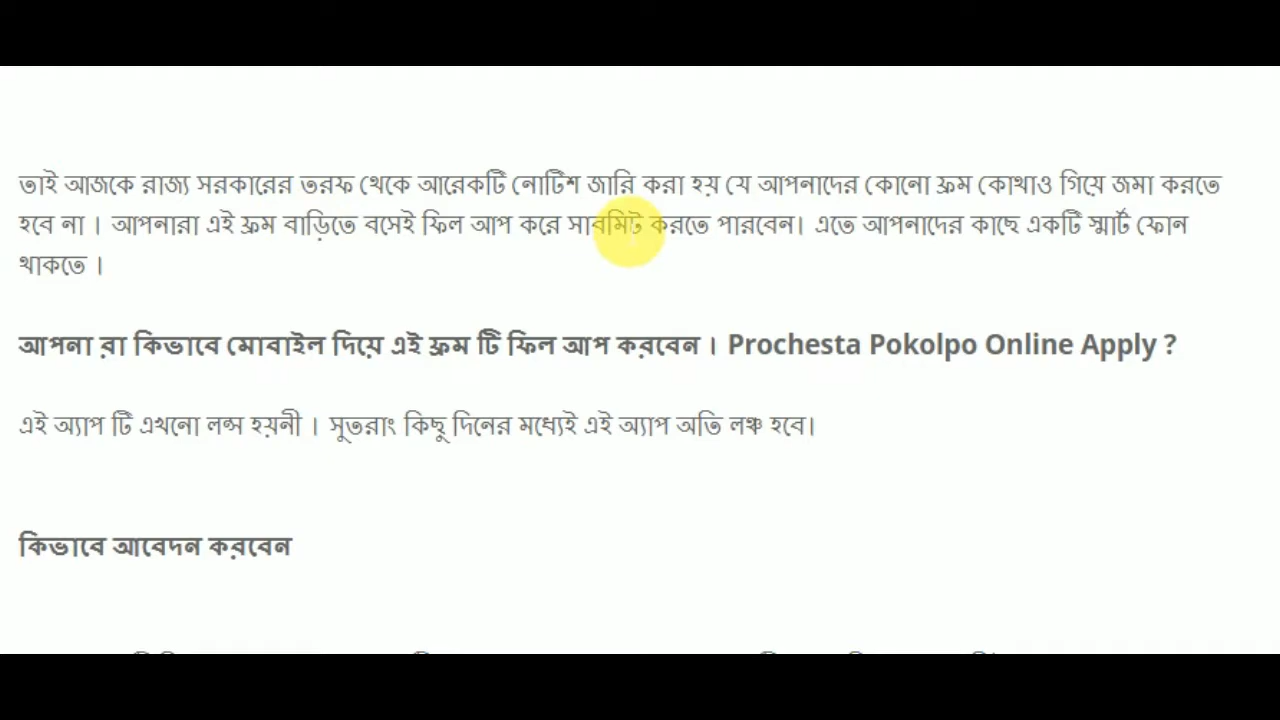 তাই আজকে রাজ্য সরকারের তরফ থেকে আরেকটি নোটিশ জারি করা হয় যে আপনাদের কোনো ফ্রম কোথাও গিয়ে জমা করতে
হবে না । আপনারা এই ফ্রম বাড়িতে বসেই ফিল আপ করে সাবমিট করতে পারবেন। এতে আপনাদের কাছে একটি স্মার্ট ফোন
থাকতে ।
আপনা রা কিভাবে মোবাইল দিয়ে এই ফ্রম টি ফিল আপ করবেন । Prochesta Pokolpo Online Apply ?
এই অ্যাপ টি এখনো লন্স হয়নী । সুতরাং কিছু দিনের মধ্যেই এই অ্যাপ অতি লঞ্চ হবে।
কিভাবে আবেদন করবেন